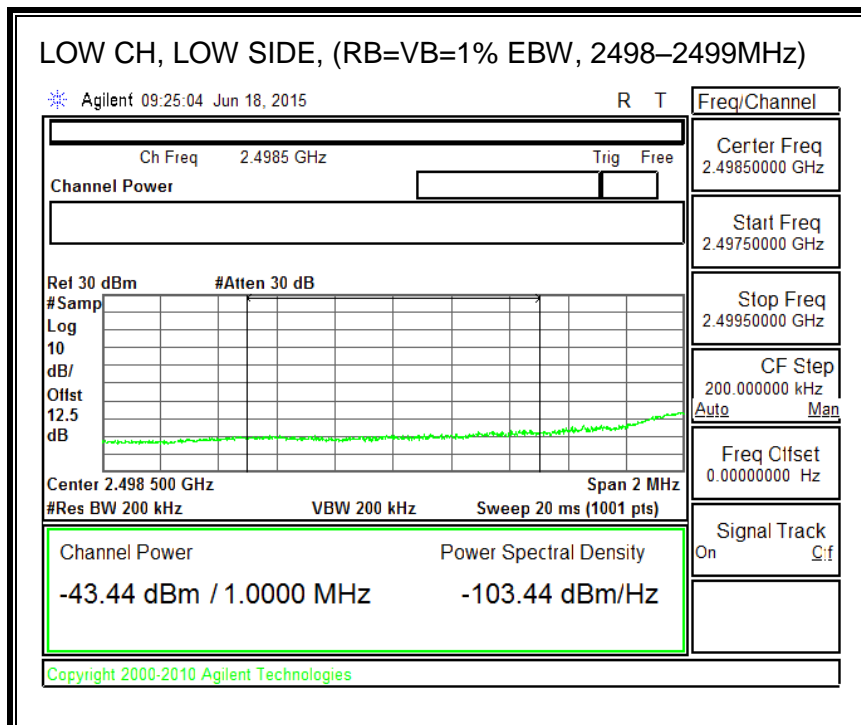 LOW CH, LOW SIDE, (RB=VB=1% EBW, 2498–2499MHz)
Agilent 09:25:04 Jun 18, 2015 R T
Ch Freq 2.4985 GHz Trig Free
Channel Power
Ref 30 dBm #Atten 30 dB
#Samp
Log
10
dB/
Offst
12.5
dB
Center 2.498 500 GHz Span 2 MHz
#Res BW 200 kHz VBW 200 kHz Sweep 20 ms (1001 pts)
Channel Power Power Spectral Density
-43.44 dBm / 1.0000 MHz -103.44 dBm/Hz
Copyright 2000-2010 Agilent Technologies
Freq/Channel
Center Freq
2.49850000 GHz
Start Freq
2.49750000 GHz
Stop Freq
2.49950000 GHz
CF Step
200.000000 kHz
Auto Man
Freq Offset
0.00000000 Hz
Signal Track
On Off